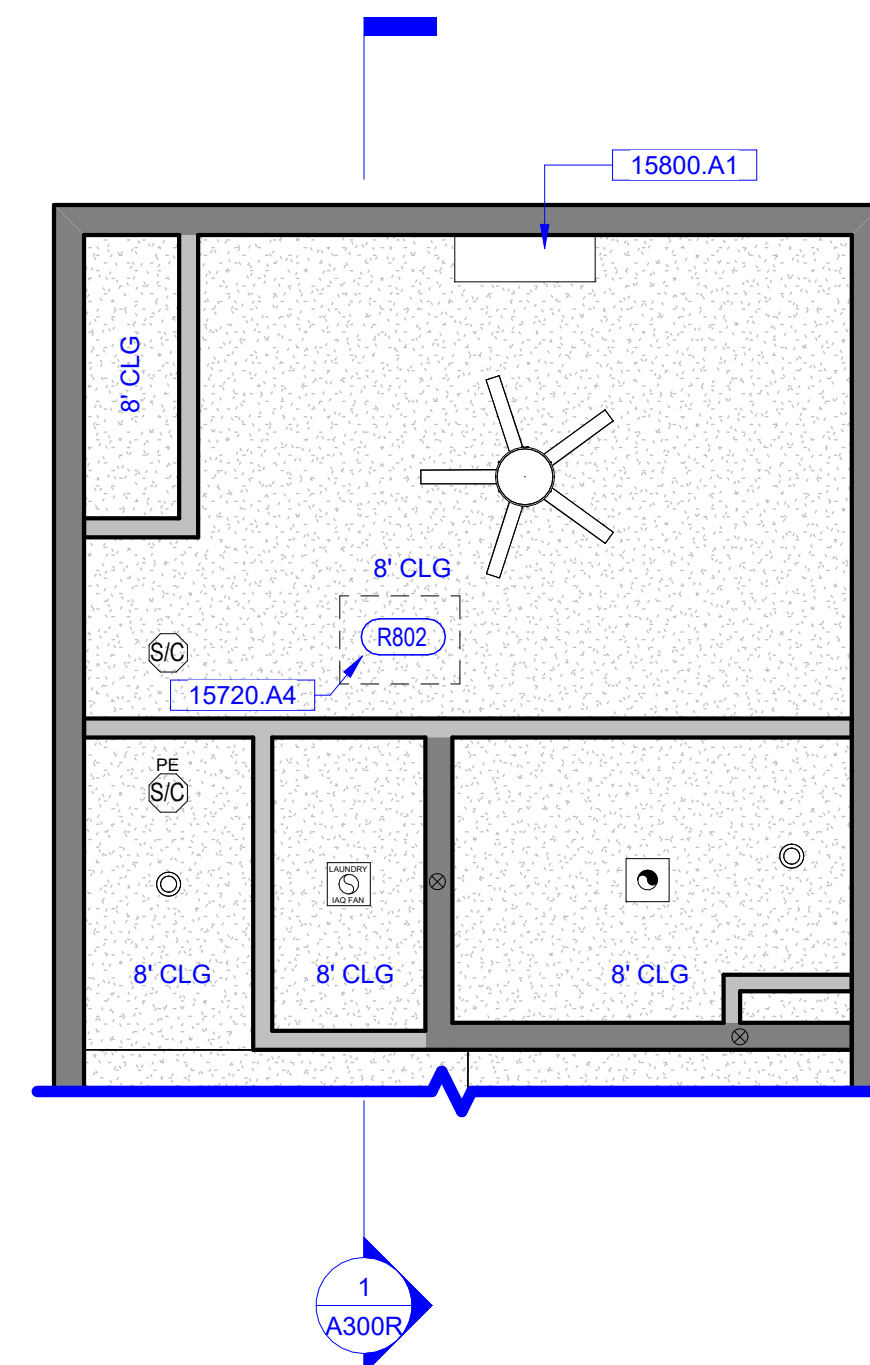 15800.A1
8' CLG
8' CLG
R802
S/C
15720.A4
PE
S/C
LAUNDRY
IAQ FAN
8' CLG
8' CLG
8' CLG
1
A300R